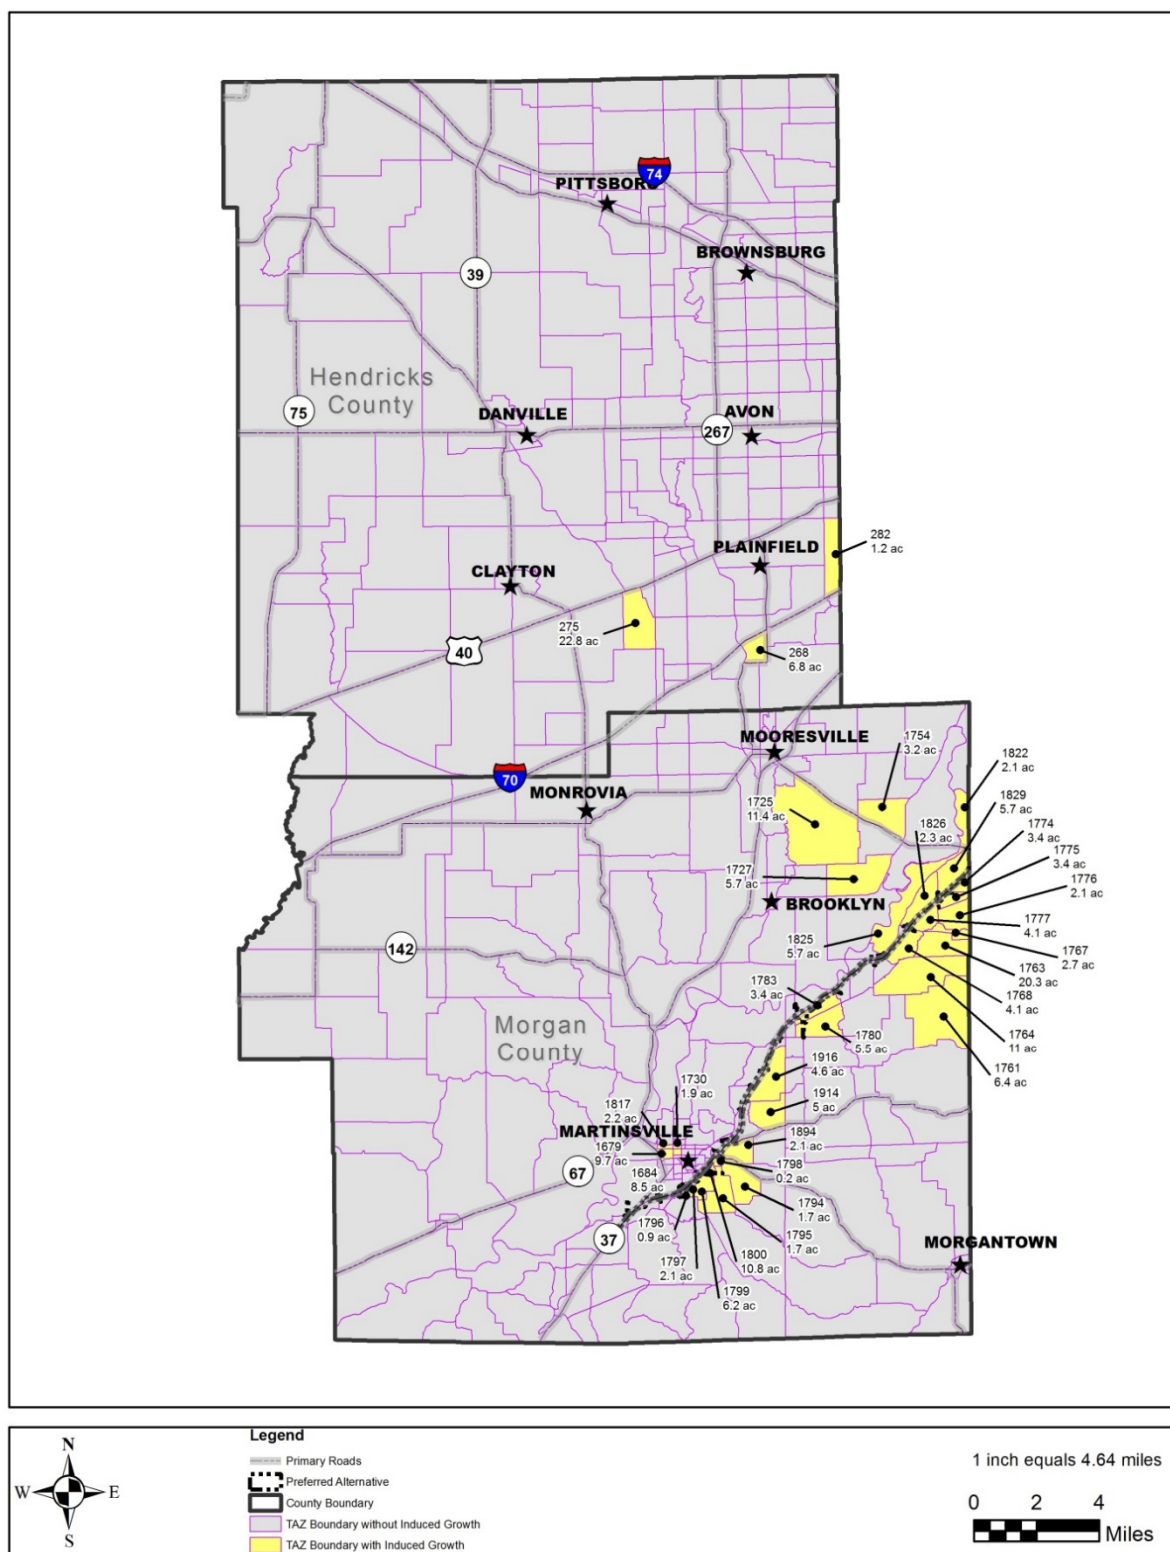 74
PITTSBORO
BROWNSBURG
39
Hendricks
County
75
DANVILLE
AVON
267
282
1.2 ac
PLAINFIELD
CLAYTON
275
22.8 ac
40
268
6.8 ac
MOORESVILLE
1754
3.2 ac
1822
2.1 ac
70
MONROVIA
1725
11.4 ac
1829
5.7 ac
1826
2.3 ac
1774
3.4 ac
1775
3.4 ac
1727
5.7 ac
1776
2.1 ac
BROOKLYN
1777
4.1 ac
1825
5.7 ac
142
1767
2.7 ac
1763
20.3 ac
1783
3.4 ac
1768
4.1 ac
Morgan
County
1780
5.5 ac
1764
11 ac
1916
4.6 ac
1761
6.4 ac
1730
1.9 ac
1914
5 ac
1817
2.2 ac
MARTINSVILLE
1679
9.7 ac
1894
2.1 ac
67
1798
0.2 ac
1684
8.5 ac
1794
1.7 ac
1796
0.9 ac
1795
1.7 ac
37
1797
2.1 ac
1800
10.8 ac
MORGANTOWN
1799
6.2 ac
N
W
E
S
Legend
Primary Roads
Preferred Alternative
County Boundary
TAZ Boundary without Induced Growth
TAZ Boundary with Induced Growth
1 inch equals 4.64 miles
0 2 4
Miles